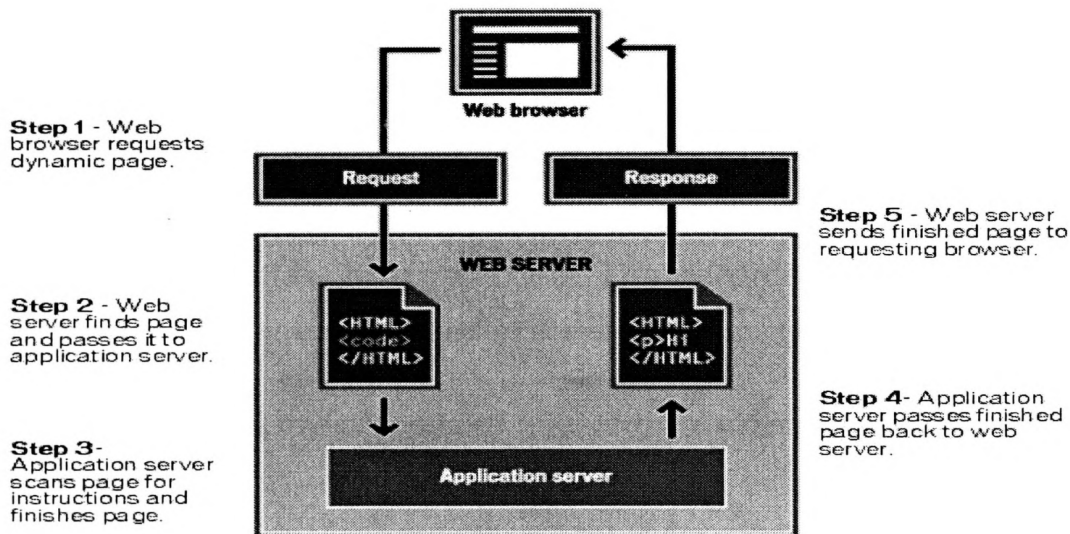 Web browser
Step 1 - Web
browser requests
dynamic page.
Request
Response
Step 5 - Web server
sends finished page to
requesting browser.
WEB SERVER
Step 2 - Web
server finds page
and passes it to
application server.
<HTML>
<code>
</HTML>
<HTML>
<p>Hi
</HTML>
Step 4- Application
server passes finished
page back to web
server.
Step 3-
Application server
scans page for
instructions and
finishes page.
Application server